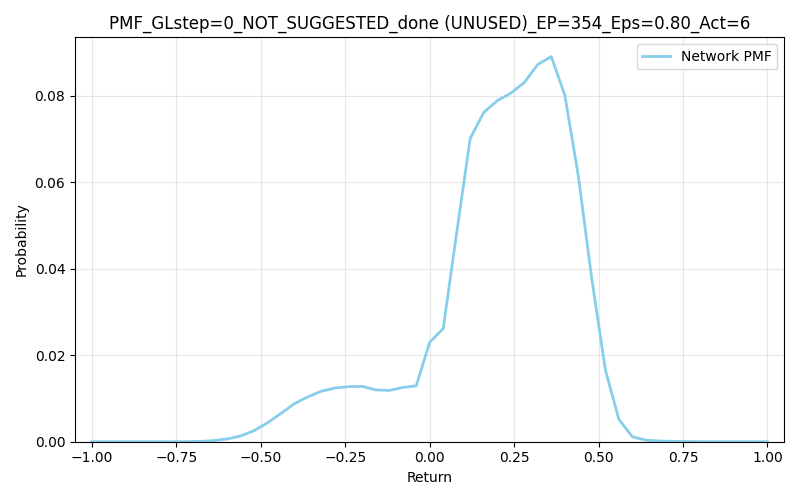 PMF_GLstep=0_NOT_SUGGESTED_done (UNUSED)_EP=354_Eps=0.80_Act=6
Network PMF
Probability
0.08
0.06
0.04
0.02
0.00
−1.00 −0.75 −0.50 −0.25 0.00 0.25 0.50 0.75 1.00
Return